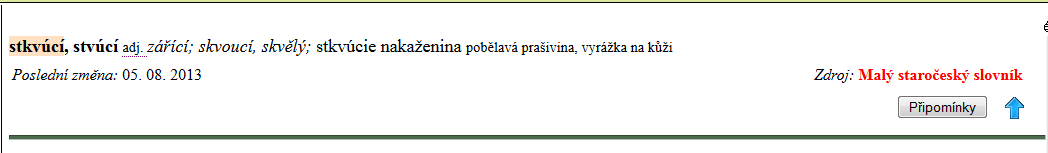 stkvúcí, stvúcí adj. zářící; skvoucí, skvělý; stkvúcie nakaženina pobělavá prašivina, vyrážka na kůži
Poslední změna: 05. 08. 2013 Zdroj: Malý staročeský slovník
Připomínky